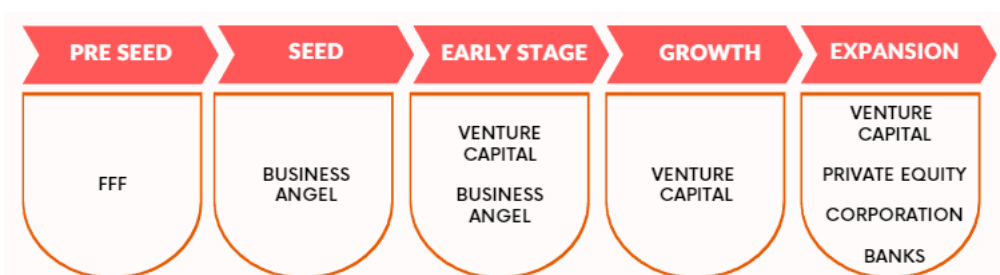 PRE SEED
SEED
EARLY STAGE
GROWTH
EXPANSION
FFF
BUSINESS
ANGEL
VENTURE
CAPITAL
BUSINESS
ANGEL
VENTURE
CAPITAL
VENTURE
CAPITAL
PRIVATE EQUITY
CORPORATION
BANKS